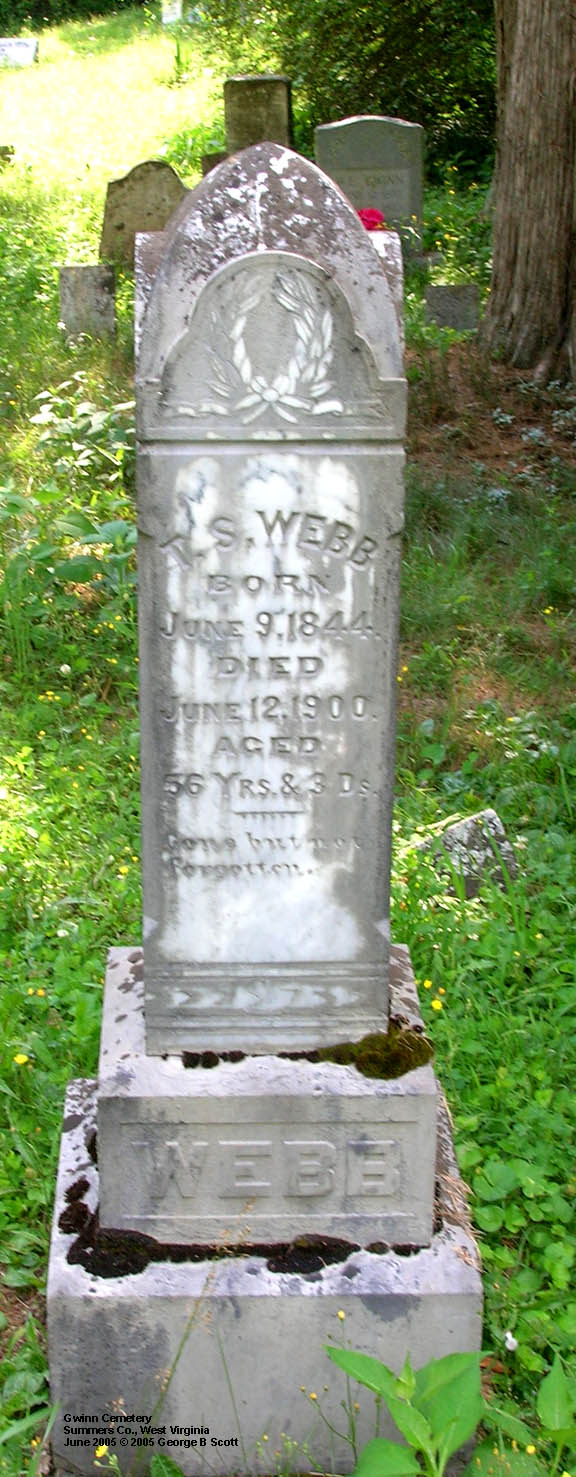 T. S. WEBB
BORN
JUNE 9, 1844.
DIED
JUNE 12, 1900.
AGED
56 YRS. & 3 DS.
Gone but not
forgotten.
WEBB
Gwinn Cemetery
Summers Co., West Virginia
June 2005 © 2005 George B Scott